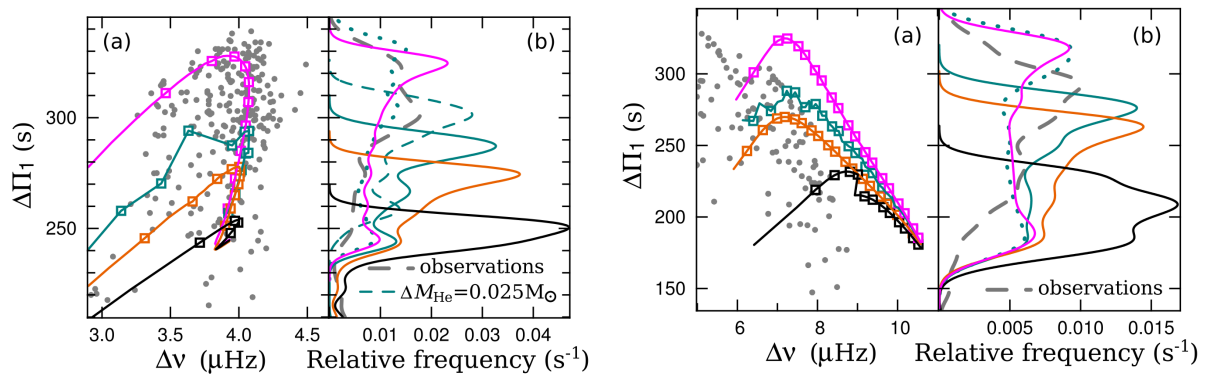 (a)
(b)
ΔΠ1 (s)
300
250
3.0 3.5 4.0 4.5
Δν (μHz)
observations
ΔM_He=0.025M⊙
0.01 0.02 0.03 0.04
Relative frequency (s⁻¹)
(a)
(b)
ΔΠ1 (s)
350
300
250
200
150
6 8 10
Δν (μHz)
observations
0.005 0.010 0.015
Relative frequency (s⁻¹)